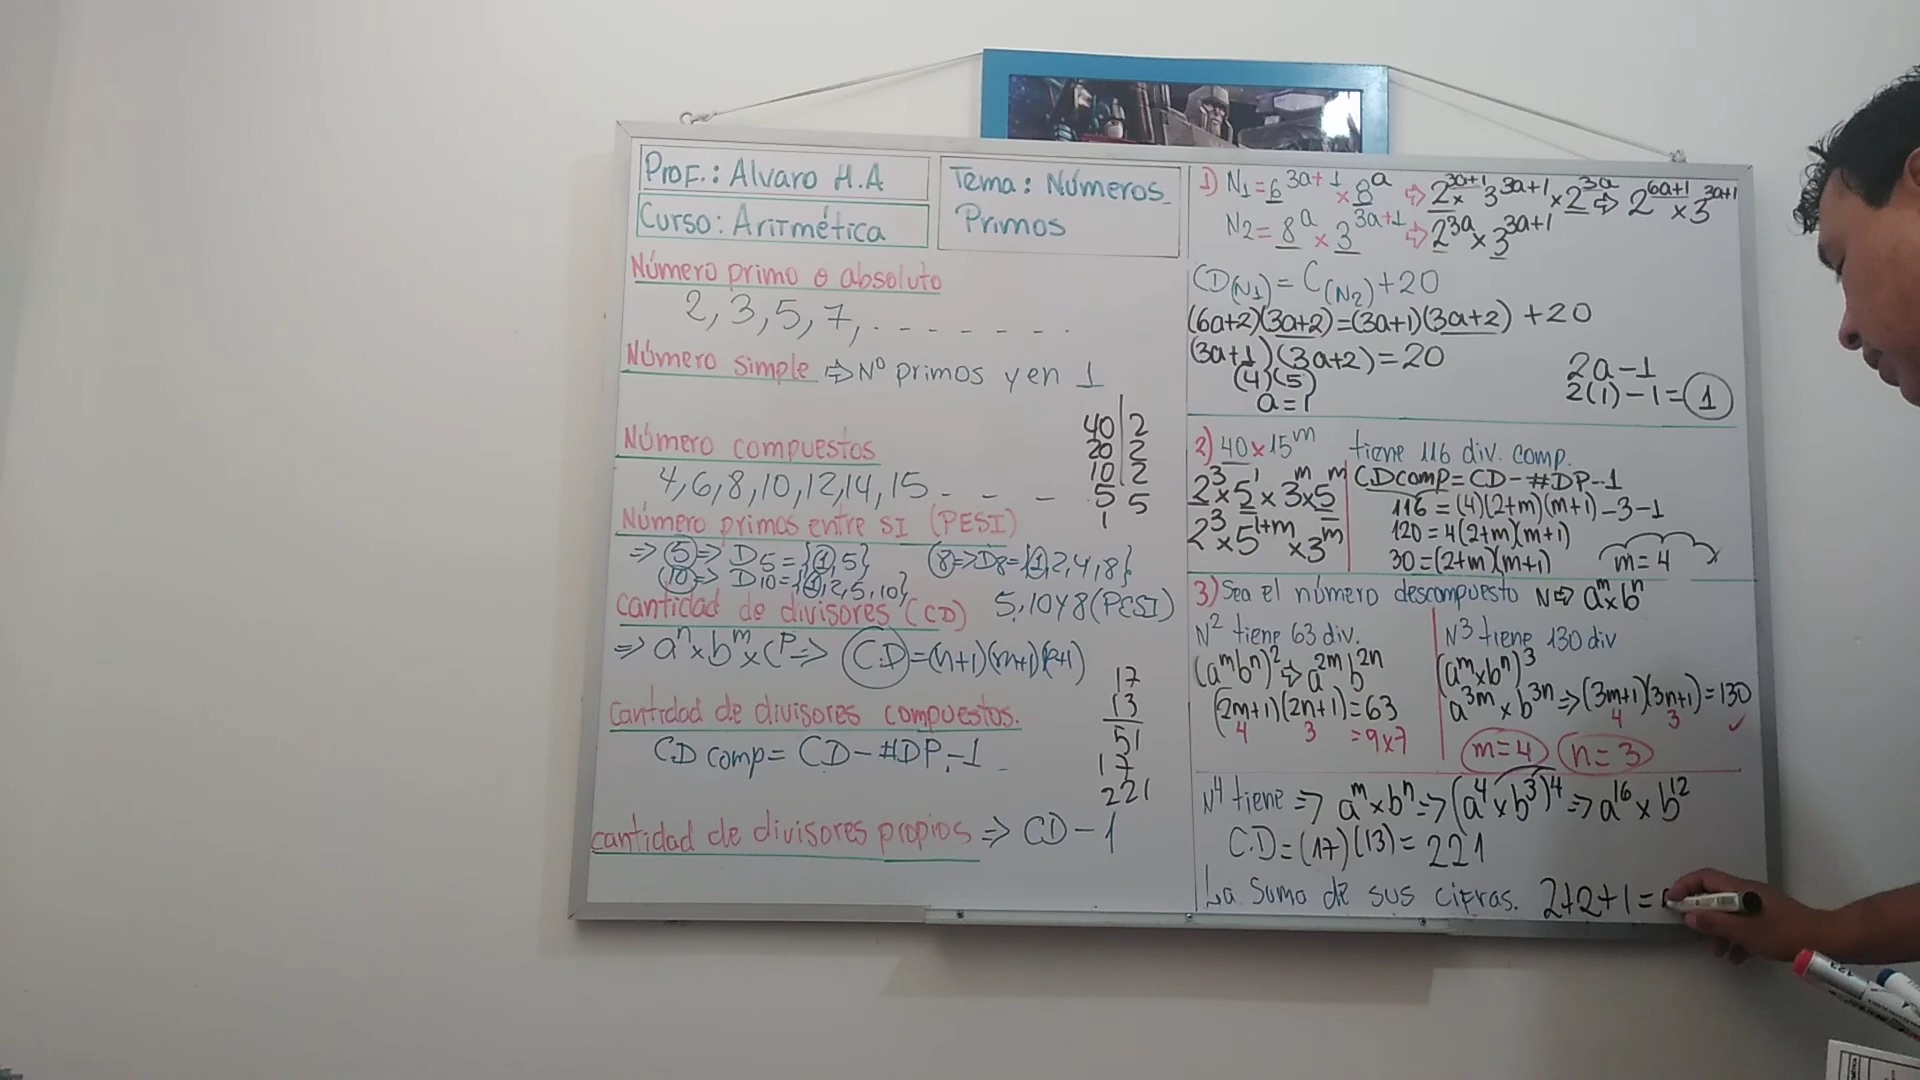 Prof.: Alvaro H.A
Curso: Aritmética
Tema: Números
Primos
Número primo o absoluto
2, 3, 5, 7, . - - - - - - .
Número simple ⇒ Nº primos y en 1
Número compuestos
4, 6, 8, 10, 12, 14, 15 - - -
40 | 2
20 | 2
10 | 2
5 5
1
Número primos entre SI (PESI)
⇒ 5 ⇒ D5 = {1, 5} 8 ⇒ D8 = {1, 2, 4, 8}
10 ⇒ D10 = {1, 2, 5, 10}
cantidad de divisores (CD) 5, 10 y 8 (PESI)
⇒ aⁿ × bᵐ × Cᵖ ⇒ CD = (n+1)(m+1)(p+1)
cantidad de divisores compuestos.
CD comp = CD - #DP - 1
17
13
51
17
221
cantidad de divisores propios ⇒ CD - 1
1) N1 = 6^3a+1 × 8^a ⇒ 2^3a+1 × 3^3a+1 × 2^3a ⇒ 2^6a+1 × 3^3a+1
N2 = 8^a × 3^3a+1 ⇒ 2^3a × 3^3a+1
CD(N1) = C(N2) + 20
(6a+2)(3a+2) = (3a+1)(3a+2) + 20
(3a+1)(3a+2) = 20
(4)(5)
a = 1
2a - 1
2(1) - 1 = 1
2) 40 × 15^m tiene 116 div. comp.
2³ × 5¹ × 3^m × 5^m
2³ × 5^1+m × 3^m
CDcomp = CD - #DP - 1
116 = (4)(2+m)(m+1) - 3 - 1
120 = 4(2+m)(m+1)
30 = (2+m)(m+1) m = 4
3) Sea el número descompuesto N ⇒ a^m × b^n
N² tiene 63 div.
(a^m b^n)² ⇒ a^2m b^2n
(2m+1)(2n+1) = 63
4 3 = 9×7
N³ tiene 130 div
(a^m × b^n)³
a^3m × b^3n ⇒ (3m+1)(3n+1) = 130
4 3 ✓
m = 4 n = 3
N⁴ tiene ⇒ a^m × b^n ⇒ (a⁴ × b³)⁴ ⇒ a¹⁶ × b¹²
C.D = (17)(13) = 221
La Suma de sus cifras. 2+2+1 =